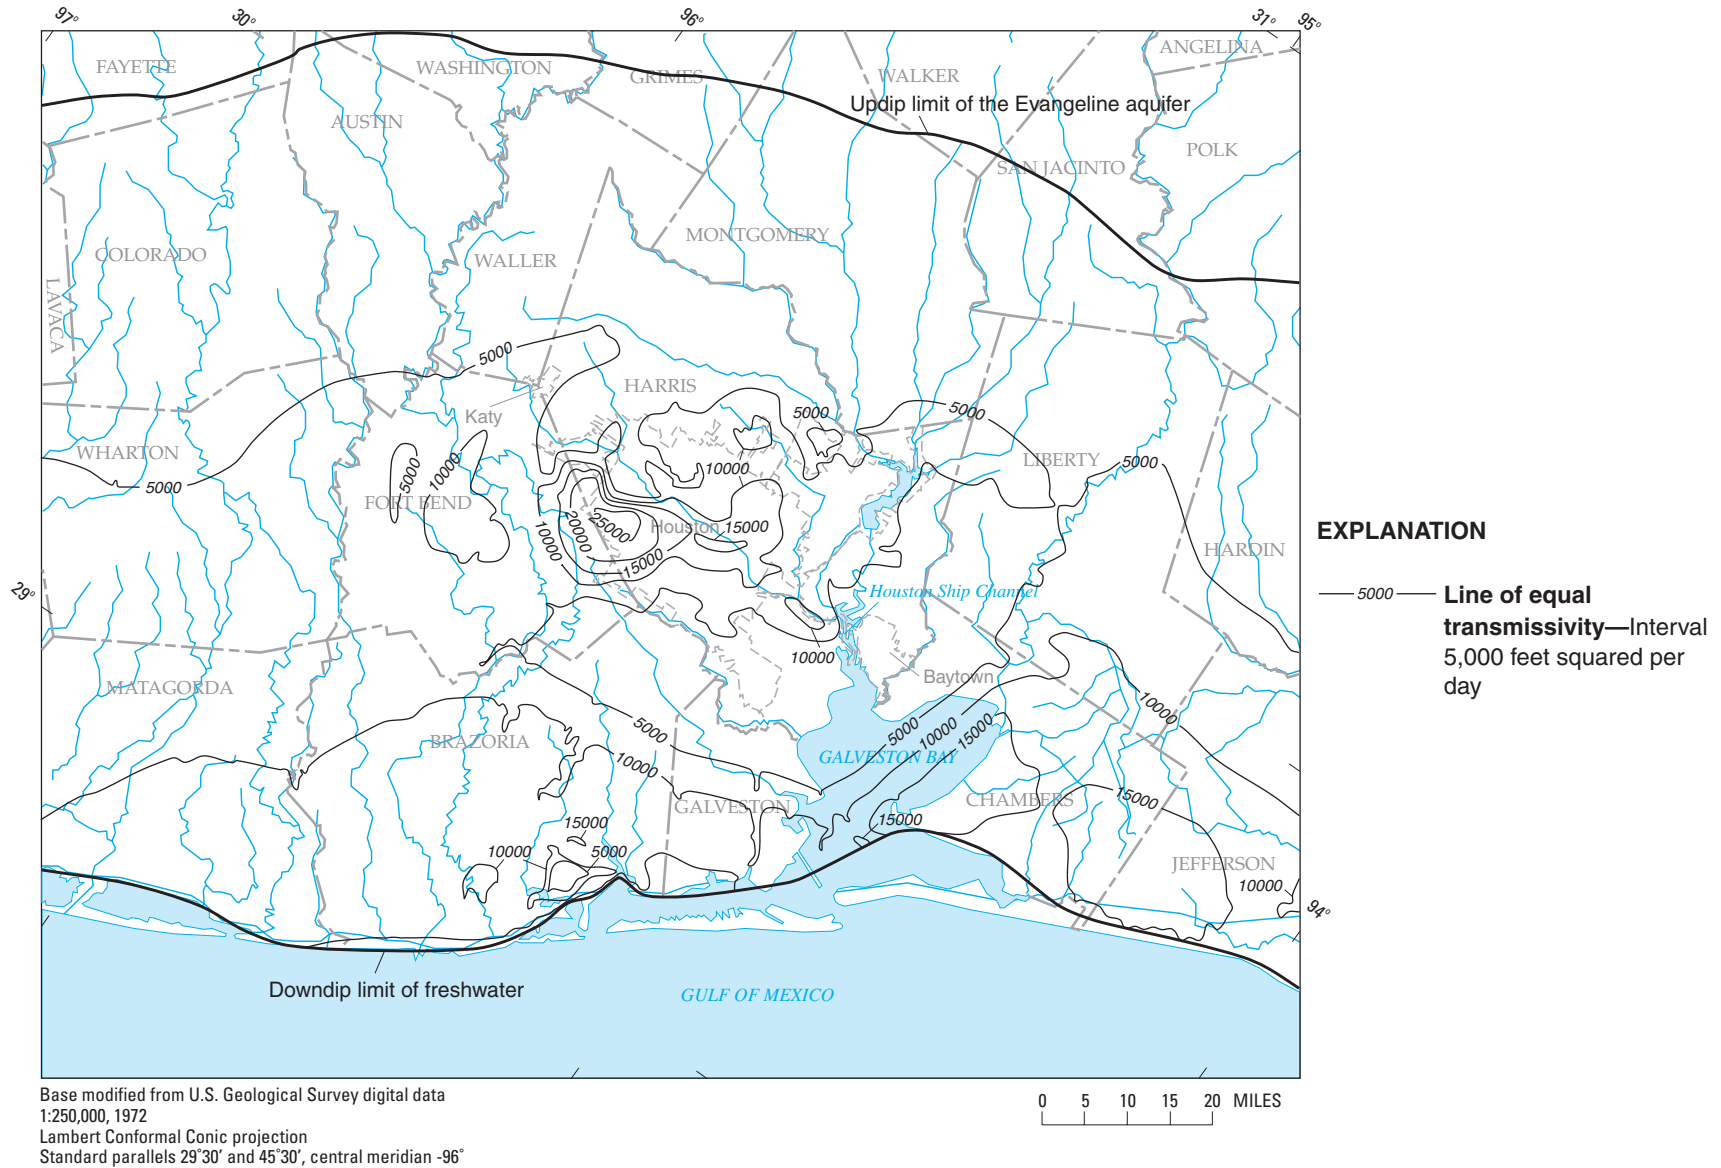 97°
30°
96°
31°
95°
FAYETTE
WASHINGTON
GRIMES
WALKER
ANGELINA
Updip limit of the Evangeline aquifer
AUSTIN
POLK
SAN JACINTO
COLORADO
WALLER
MONTGOMERY
LAVACA
5000
HARRIS
Katy
5000
5000
WHARTON
5000
5000
10000
FORT BEND
10000
LIBERTY
5000
10000
20000
25000
Houston
15000
15000
HARDIN
29°
Houston Ship Channel
10000
Baytown
MATAGORDA
BRAZORIA
5000
10000
5000
10000
15000
10000
GALVESTON BAY
GALVESTON
CHAMBERS
15000
15000
15000
10000
5000
JEFFERSON
10000
94°
Downdip limit of freshwater
GULF OF MEXICO
EXPLANATION
5000
Line of equal
transmissivity—Interval
5,000 feet squared per
day
Base modified from U.S. Geological Survey digital data
1:250,000, 1972
Lambert Conformal Conic projection
Standard parallels 29°30′ and 45°30′, central meridian -96°
0 5 10 15 20 MILES